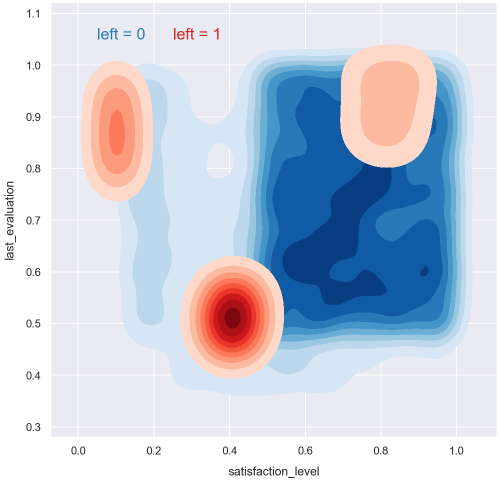 left = 0 left = 1
1.1
1.0
0.9
0.8
0.7
0.6
0.5
0.4
0.3
last_evaluation
0.0 0.2 0.4 0.6 0.8 1.0
satisfaction_level